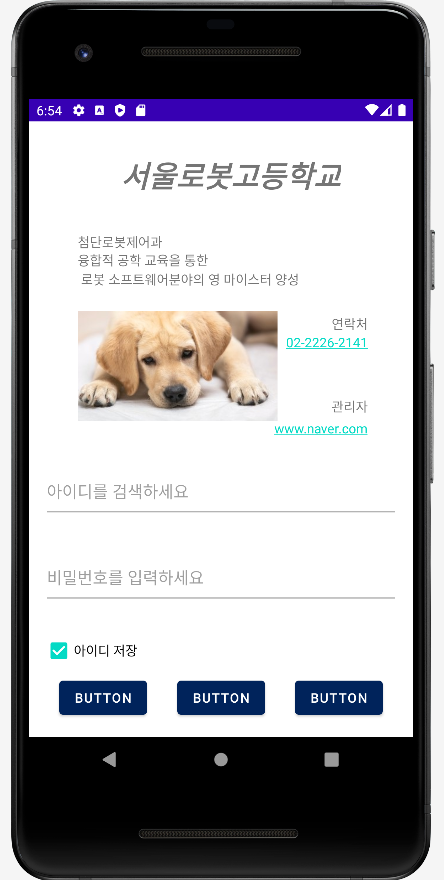 6:54
서울로봇고등학교
첨단로봇제어과
융합적 공학 교육을 통한
로봇 소프트웨어분야의 영 마이스터 양성
연락처
02-2226-2141
관리자
www.naver.com
아이디를 검색하세요
비밀번호를 입력하세요
아이디 저장
BUTTON BUTTON BUTTON